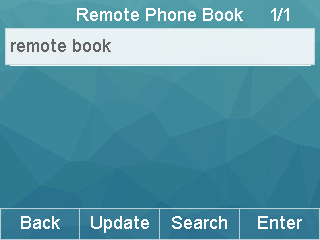 Remote Phone Book 1/1
remote book
Back Update Search Enter